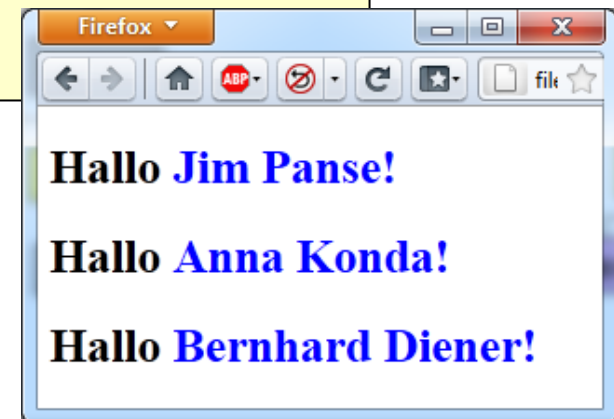 Firefox
ABP
file
Hallo Jim Panse!
Hallo Anna Konda!
Hallo Bernhard Diener!